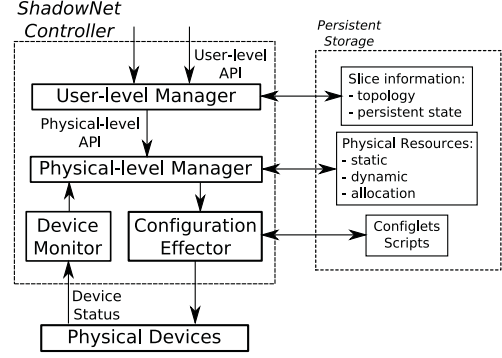 ShadowNet
Controller
Persistent
Storage
User-level
API
User-level Manager
Slice information:
- topology
- persistent state
Physical-level
API
Physical-level Manager
Physical Resources:
- static
- dynamic
- allocation
Device
Monitor
Configuration
Effector
Configlets
Scripts
Device
Status
Physical Devices